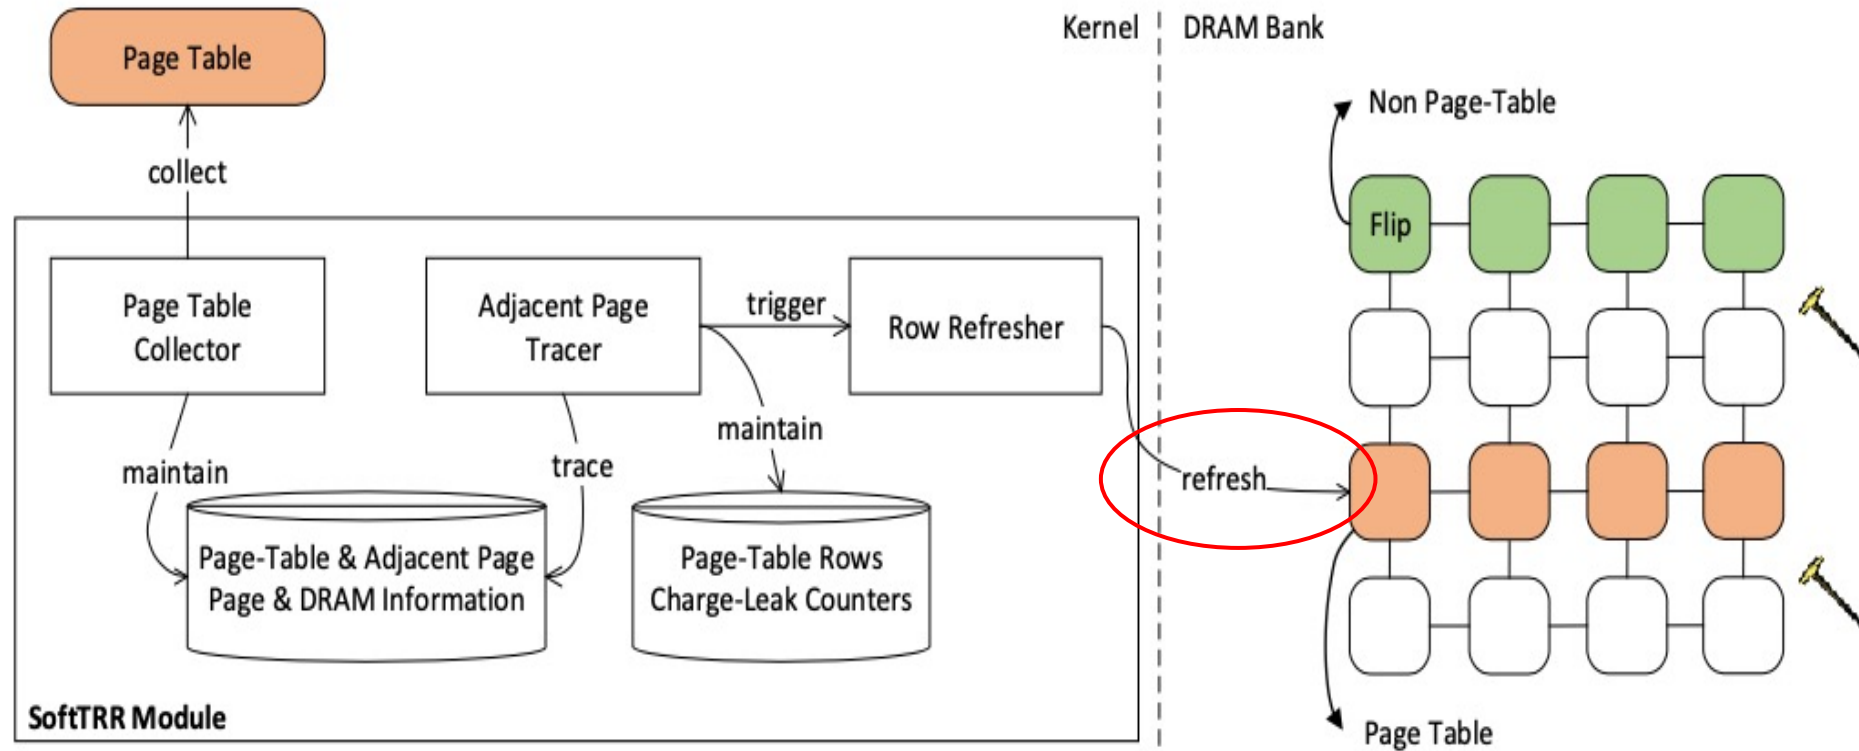 Page Table
Kernel
DRAM Bank
Non Page-Table
collect
Flip
Page Table
Collector
Adjacent Page
Tracer
trigger
Row Refresher
maintain
trace
maintain
refresh
Page-Table & Adjacent Page
Page & DRAM Information
Page-Table Rows
Charge-Leak Counters
SoftTRR Module
Page Table